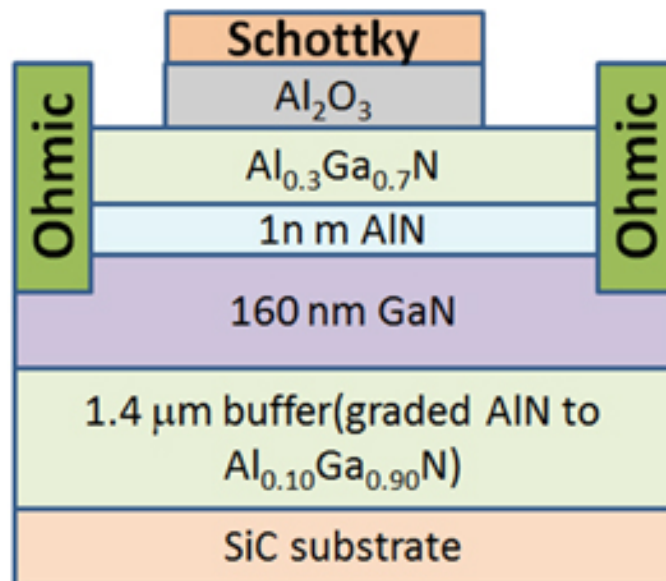 Schottky
Al₂O₃
Ohmic
Ohmic
Al₀.₃Ga₀.₇N
1n m AlN
160 nm GaN
1.4 μm buffer(graded AlN to
Al₀.₁₀Ga₀.₉₀N)
SiC substrate